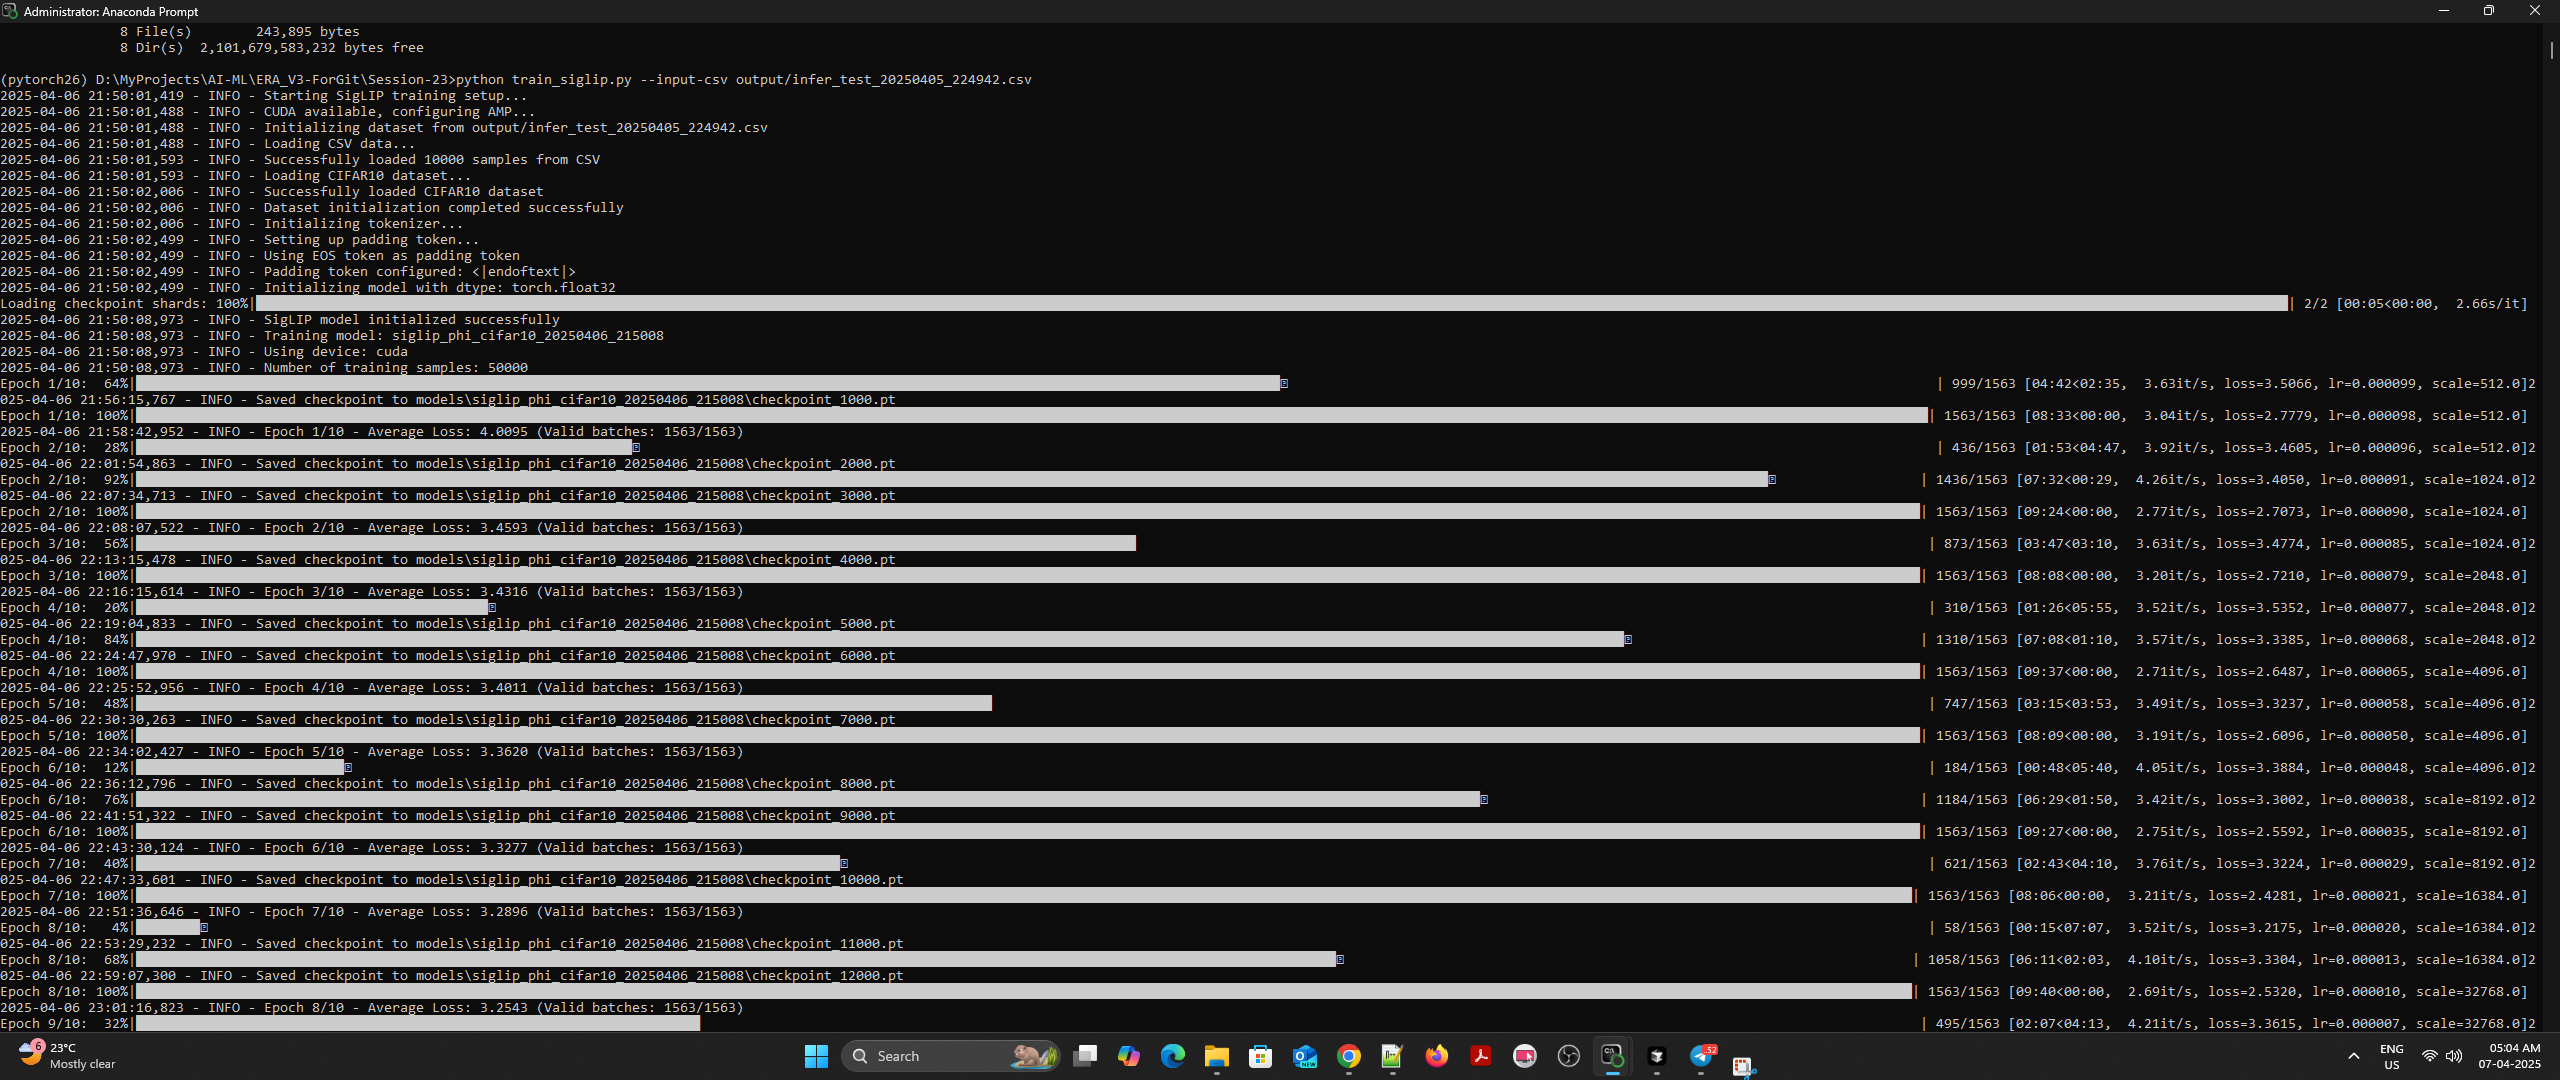 Administrator: Anaconda Prompt
8 File(s) 243,895 bytes
8 Dir(s) 2,101,679,583,232 bytes free
(pytorch26) D:\MyProjects\AI-ML\ERA_V3-ForGit\Session-23>python train_siglip.py --input-csv output/infer_test_20250405_224942.csv
2025-04-06 21:50:01,419 - INFO - Starting SigLIP training setup...
2025-04-06 21:50:01,488 - INFO - CUDA available, configuring AMP...
2025-04-06 21:50:01,488 - INFO - Initializing dataset from output/infer_test_20250405_224942.csv
2025-04-06 21:50:01,488 - INFO - Loading CSV data...
2025-04-06 21:50:01,593 - INFO - Successfully loaded 10000 samples from CSV
2025-04-06 21:50:01,593 - INFO - Loading CIFAR10 dataset...
2025-04-06 21:50:02,006 - INFO - Successfully loaded CIFAR10 dataset
2025-04-06 21:50:02,006 - INFO - Dataset initialization completed successfully
2025-04-06 21:50:02,006 - INFO - Initializing tokenizer...
2025-04-06 21:50:02,499 - INFO - Setting up padding token...
2025-04-06 21:50:02,499 - INFO - Using EOS token as padding token
2025-04-06 21:50:02,499 - INFO - Padding token configured: <|endoftext|>
2025-04-06 21:50:02,499 - INFO - Initializing model with dtype: torch.float32
Loading checkpoint shards: 100%| | 2/2 [00:05<00:00, 2.66s/it]
2025-04-06 21:50:08,973 - INFO - SigLIP model initialized successfully
2025-04-06 21:50:08,973 - INFO - Training model: siglip_phi_cifar10_20250406_215008
2025-04-06 21:50:08,973 - INFO - Using device: cuda
2025-04-06 21:50:08,973 - INFO - Number of training samples: 50000
Epoch 1/10: 64%| | 999/1563 [04:42<02:35, 3.63it/s, loss=3.5066, lr=0.000099, scale=512.0]2
025-04-06 21:56:15,767 - INFO - Saved checkpoint to models\siglip_phi_cifar10_20250406_215008\checkpoint_1000.pt
Epoch 1/10: 100%| | 1563/1563 [08:33<00:00, 3.04it/s, loss=2.7779, lr=0.000098, scale=512.0]
2025-04-06 21:58:42,952 - INFO - Epoch 1/10 - Average Loss: 4.0095 (Valid batches: 1563/1563)
Epoch 2/10: 28%| | 436/1563 [01:53<04:47, 3.92it/s, loss=3.4605, lr=0.000096, scale=512.0]2
025-04-06 22:01:54,863 - INFO - Saved checkpoint to models\siglip_phi_cifar10_20250406_215008\checkpoint_2000.pt
Epoch 2/10: 92%| | 1436/1563 [07:32<00:29, 4.26it/s, loss=3.4050, lr=0.000091, scale=1024.0]2
025-04-06 22:07:34,713 - INFO - Saved checkpoint to models\siglip_phi_cifar10_20250406_215008\checkpoint_3000.pt
Epoch 2/10: 100%| | 1563/1563 [09:24<00:00, 2.77it/s, loss=2.7073, lr=0.000090, scale=1024.0]
2025-04-06 22:08:07,522 - INFO - Epoch 2/10 - Average Loss: 3.4593 (Valid batches: 1563/1563)
Epoch 3/10: 56%| | 873/1563 [03:47<03:10, 3.63it/s, loss=3.4774, lr=0.000085, scale=1024.0]2
025-04-06 22:13:15,478 - INFO - Saved checkpoint to models\siglip_phi_cifar10_20250406_215008\checkpoint_4000.pt
Epoch 3/10: 100%| | 1563/1563 [08:08<00:00, 3.20it/s, loss=2.7210, lr=0.000079, scale=2048.0]
2025-04-06 22:16:15,614 - INFO - Epoch 3/10 - Average Loss: 3.4316 (Valid batches: 1563/1563)
Epoch 4/10: 20%| | 310/1563 [01:26<05:55, 3.52it/s, loss=3.5352, lr=0.000077, scale=2048.0]2
025-04-06 22:19:04,833 - INFO - Saved checkpoint to models\siglip_phi_cifar10_20250406_215008\checkpoint_5000.pt
Epoch 4/10: 84%| | 1310/1563 [07:08<01:10, 3.57it/s, loss=3.3385, lr=0.000068, scale=2048.0]2
025-04-06 22:24:47,970 - INFO - Saved checkpoint to models\siglip_phi_cifar10_20250406_215008\checkpoint_6000.pt
Epoch 4/10: 100%| | 1563/1563 [09:37<00:00, 2.71it/s, loss=2.6487, lr=0.000065, scale=4096.0]
2025-04-06 22:25:52,956 - INFO - Epoch 4/10 - Average Loss: 3.4011 (Valid batches: 1563/1563)
Epoch 5/10: 48%| | 747/1563 [03:15<03:53, 3.49it/s, loss=3.3237, lr=0.000058, scale=4096.0]2
025-04-06 22:30:30,263 - INFO - Saved checkpoint to models\siglip_phi_cifar10_20250406_215008\checkpoint_7000.pt
Epoch 5/10: 100%| | 1563/1563 [08:09<00:00, 3.19it/s, loss=2.6096, lr=0.000050, scale=4096.0]
2025-04-06 22:34:02,427 - INFO - Epoch 5/10 - Average Loss: 3.3620 (Valid batches: 1563/1563)
Epoch 6/10: 12%| | 184/1563 [00:48<05:40, 4.05it/s, loss=3.3884, lr=0.000048, scale=4096.0]2
025-04-06 22:36:12,796 - INFO - Saved checkpoint to models\siglip_phi_cifar10_20250406_215008\checkpoint_8000.pt
Epoch 6/10: 76%| | 1184/1563 [06:29<01:50, 3.42it/s, loss=3.3002, lr=0.000038, scale=8192.0]2
025-04-06 22:41:51,322 - INFO - Saved checkpoint to models\siglip_phi_cifar10_20250406_215008\checkpoint_9000.pt
Epoch 6/10: 100%| | 1563/1563 [09:27<00:00, 2.75it/s, loss=2.5592, lr=0.000035, scale=8192.0]
2025-04-06 22:43:30,124 - INFO - Epoch 6/10 - Average Loss: 3.3277 (Valid batches: 1563/1563)
Epoch 7/10: 40%| | 621/1563 [02:43<04:10, 3.76it/s, loss=3.3224, lr=0.000029, scale=8192.0]2
025-04-06 22:47:33,601 - INFO - Saved checkpoint to models\siglip_phi_cifar10_20250406_215008\checkpoint_10000.pt
Epoch 7/10: 100%| | 1563/1563 [08:06<00:00, 3.21it/s, loss=2.4281, lr=0.000021, scale=16384.0]
2025-04-06 22:51:36,646 - INFO - Epoch 7/10 - Average Loss: 3.2896 (Valid batches: 1563/1563)
Epoch 8/10: 4%| | 58/1563 [00:15<07:07, 3.52it/s, loss=3.2175, lr=0.000020, scale=16384.0]2
025-04-06 22:53:29,232 - INFO - Saved checkpoint to models\siglip_phi_cifar10_20250406_215008\checkpoint_11000.pt
Epoch 8/10: 68%| | 1058/1563 [06:11<02:03, 4.10it/s, loss=3.3304, lr=0.000013, scale=16384.0]2
025-04-06 22:59:07,300 - INFO - Saved checkpoint to models\siglip_phi_cifar10_20250406_215008\checkpoint_12000.pt
Epoch 8/10: 100%| | 1563/1563 [09:40<00:00, 2.69it/s, loss=2.5320, lr=0.000010, scale=32768.0]
2025-04-06 23:01:16,823 - INFO - Epoch 8/10 - Average Loss: 3.2543 (Valid batches: 1563/1563)
Epoch 9/10: 32%| | 495/1563 [02:07<04:13, 4.21it/s, loss=3.3615, lr=0.000007, scale=32768.0]2
6
23°C
Mostly clear
Search
NEW
52
ENG
US
05:04 AM
07-04-2025